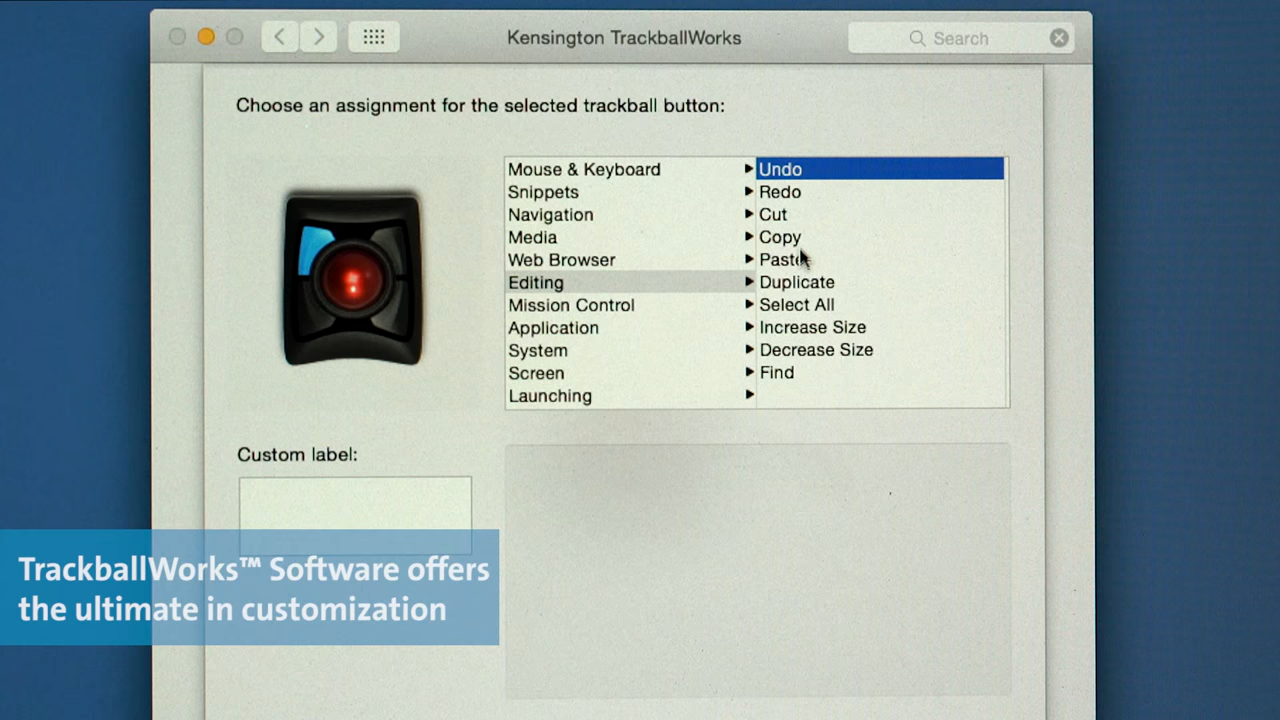 Kensington TrackballWorks
Search
Choose an assignment for the selected trackball button:
Mouse & Keyboard
Snippets
Navigation
Media
Web Browser
Editing
Mission Control
Application
System
Screen
Launching
Undo
Redo
Cut
Copy
Paste
Duplicate
Select All
Increase Size
Decrease Size
Find
Custom label:
TrackballWorks™ Software offers
the ultimate in customization